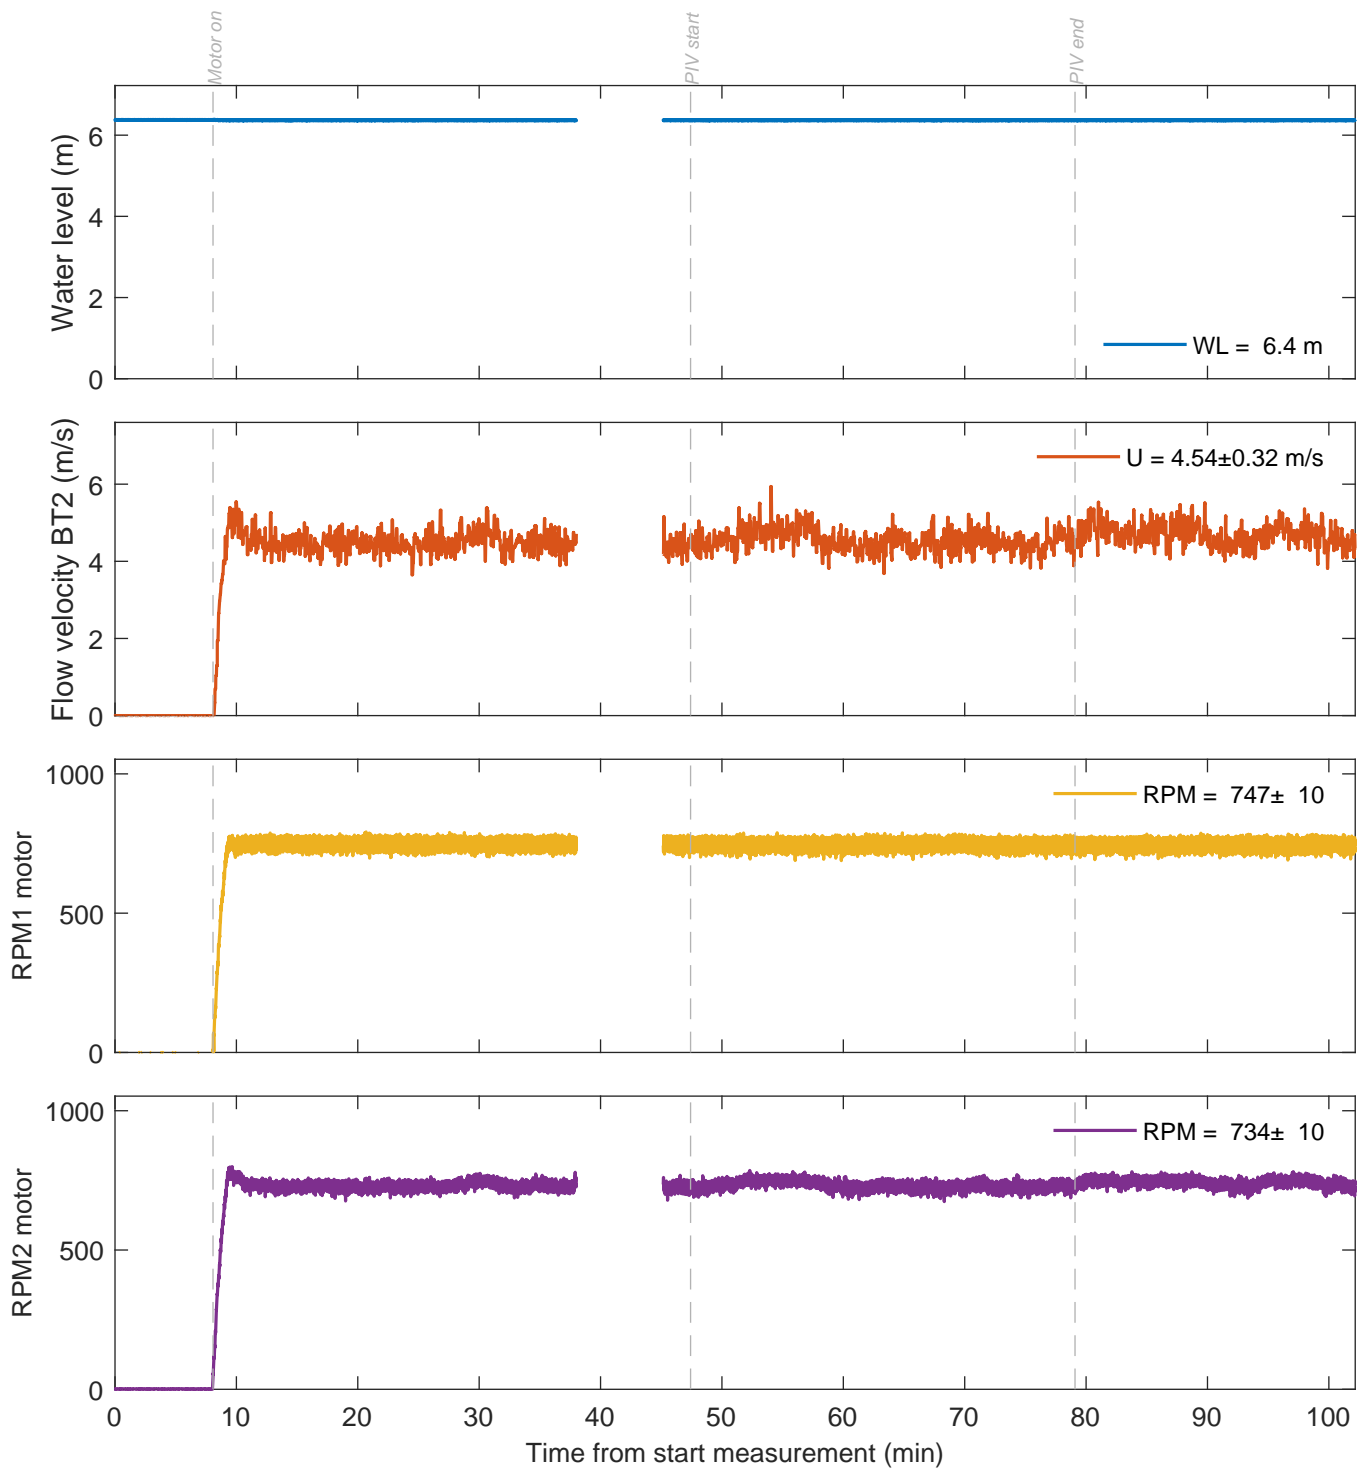 Motor on
PIV start
PIV end
Water level (m)
6
4
2
0
WL =  6.4 m
Flow velocity BT2 (m/s)
6
4
2
0
U = 4.54±0.32 m/s
RPM1 motor
1000
500
0
RPM =  747±  10
RPM2 motor
1000
500
0
RPM =  734±  10
0 10 20 30 40 50 60 70 80 90 100
Time from start measurement (min)